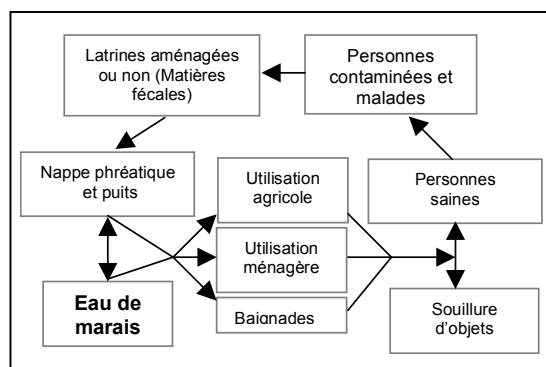 Latrines aménagées
ou non (Matières
fécales)
Personnes
contaminées et
malades
Nappe phréatique
et puits
Utilisation
agricole
Personnes
saines
Utilisation
ménagère
Eau de
marais
Baignades
Souillure
d'objets